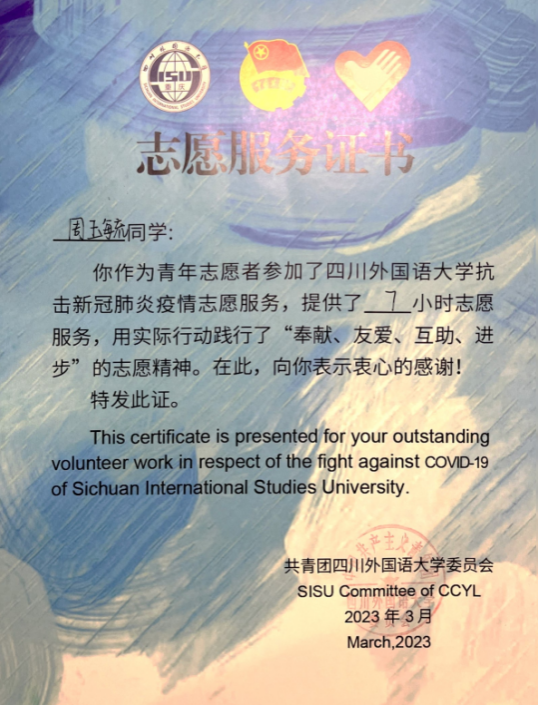 SISU
重庆
志愿服务证书
周玉毓同学:
你作为青年志愿者参加了四川外国语大学抗
击新冠肺炎疫情志愿服务，提供了 7 小时志愿
服务，用实际行动践行了“奉献、友爱、互助、进
步”的志愿精神。在此，向你表示衷心的感谢！
特发此证。
This certificate is presented for your outstanding
volunteer work in respect of the fight against COVID-19
of Sichuan International Studies University.
共青团四川外国语大学委员会
SISU Committee of CCYL
2023 年 3 月
March,2023